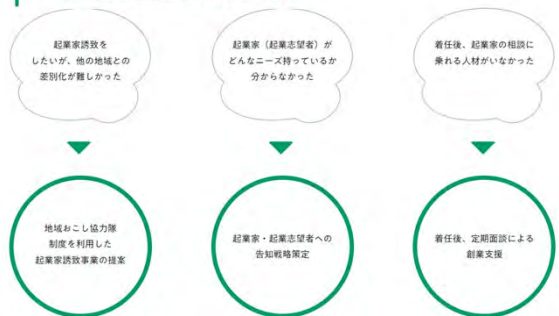 起業家誘致を
したいが、他の地域との
差別化が難しかった
起業家（起業志望者）が
どんなニーズ持っているか
分からなかった
着任後、起業家の相談に
乗れる人材がいなかった
地域おこし協力隊
制度を利用した
起業家誘致事業の提案
起業家・起業志望者への
告知戦略策定
着任後、定期面談による
創業支援